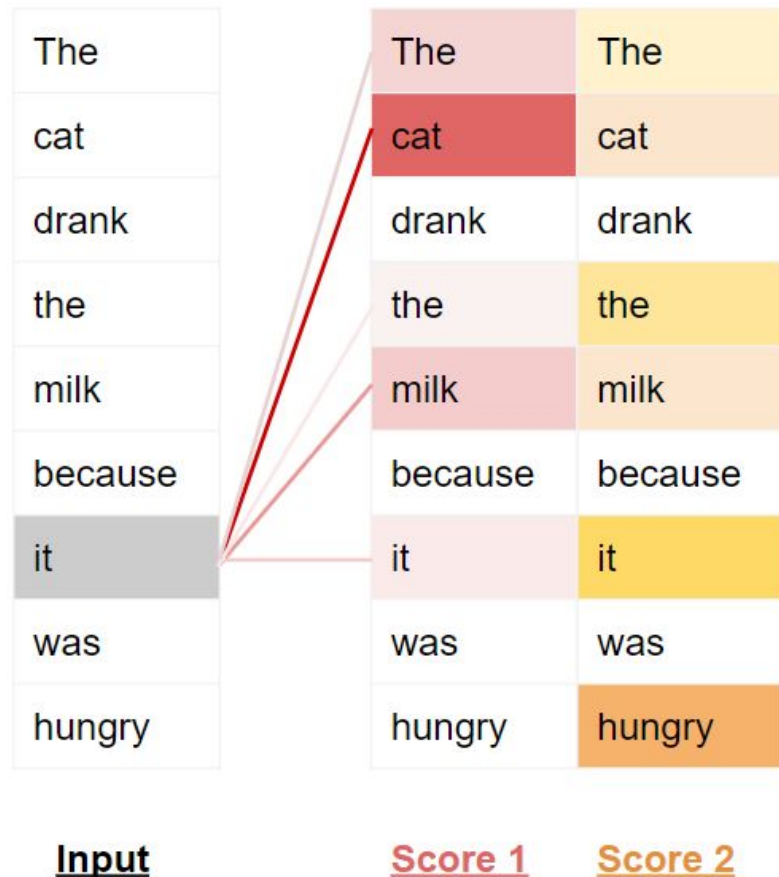 The The The
cat cat cat
drank drank drank
the the the
milk milk milk
because because because
it it it
was was was
hungry hungry hungry
Input Score 1 Score 2